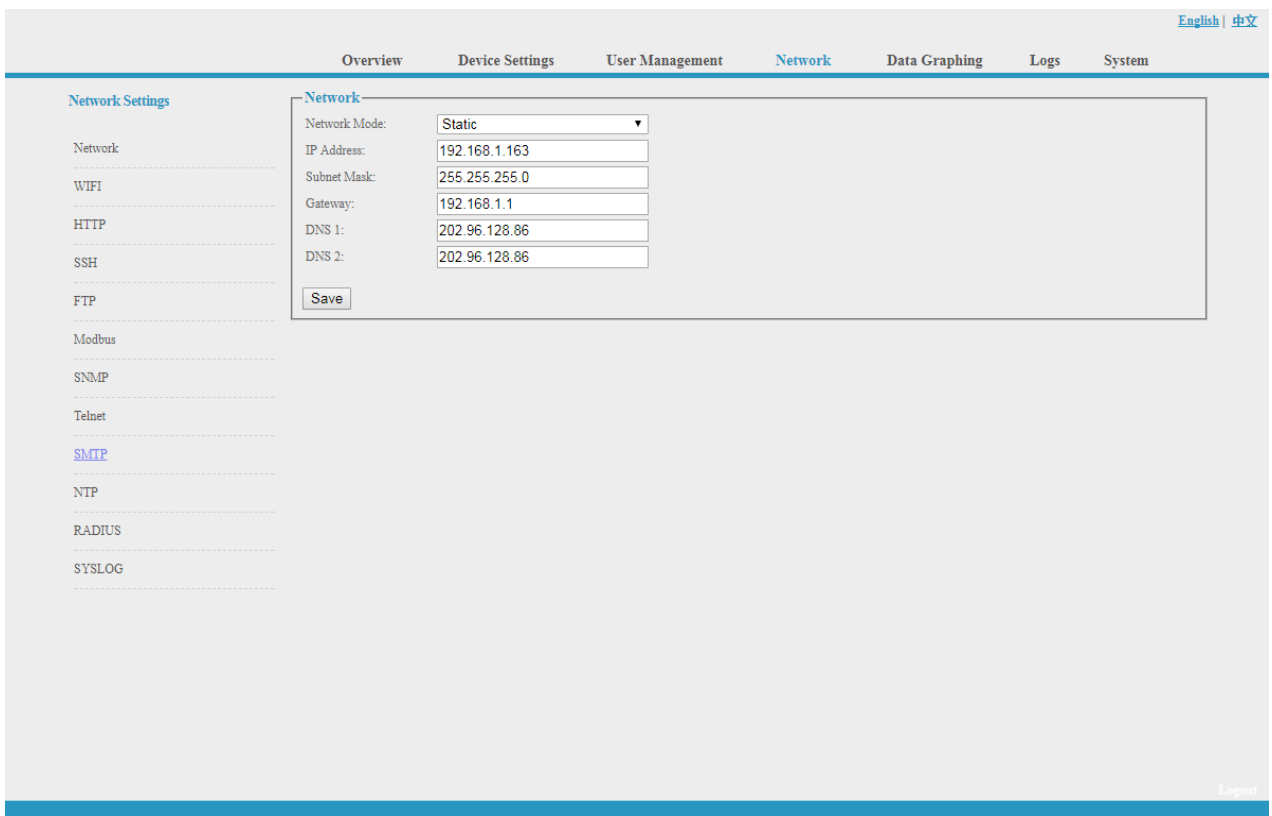 English | 中文
Overview Device Settings User Management Network Data Graphing Logs System
Network Settings
Network
WIFI
HTTP
SSH
FTP
Modbus
SNMP
Telnet
SMTP
NTP
RADIUS
SYSLOG
Network
Network Mode: Static
IP Address: 192.168.1.163
Subnet Mask: 255.255.255.0
Gateway: 192.168.1.1
DNS 1: 202.96.128.86
DNS 2: 202.96.128.86
Save
Logout